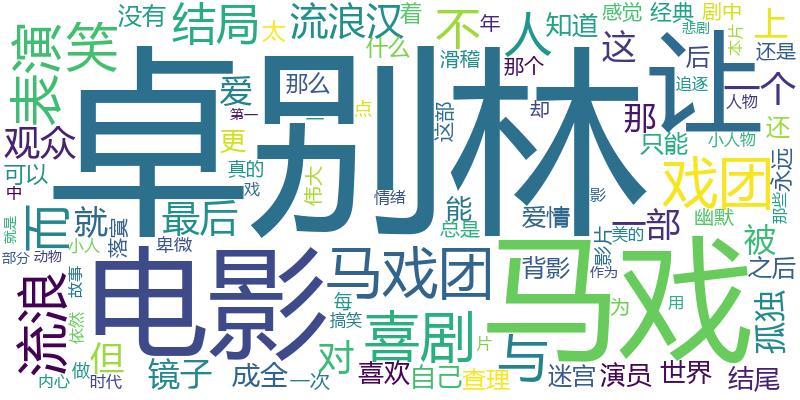 卓别林
马戏
电影
让
戏团
马戏团
喜剧
流浪
而
表演
笑
结局
流浪汉
不
人
这
上
一个
那
观众
就
最后
但
镜子
成全
一次
对
喜欢
自己
查理
与
迷宫
演员
世界
结尾
孤独
被
之后
一部
爱情
背影
能
总是
爱
更
那么
没有
太
着
什么
年
滑稽
那个
知道
感觉
经典
剧中
悲剧
本片
还是
后
追逐
人物
小人物
只能
还
永远
那些
幽默
美的
影片
作为
为
用
影
却
这部
点
一
第一
真的
戏
伟大
情绪
可以
中
就是
部分
动物
小人
落寞
卑微
故事
依然
做
内心
时代
每
搞笑
片